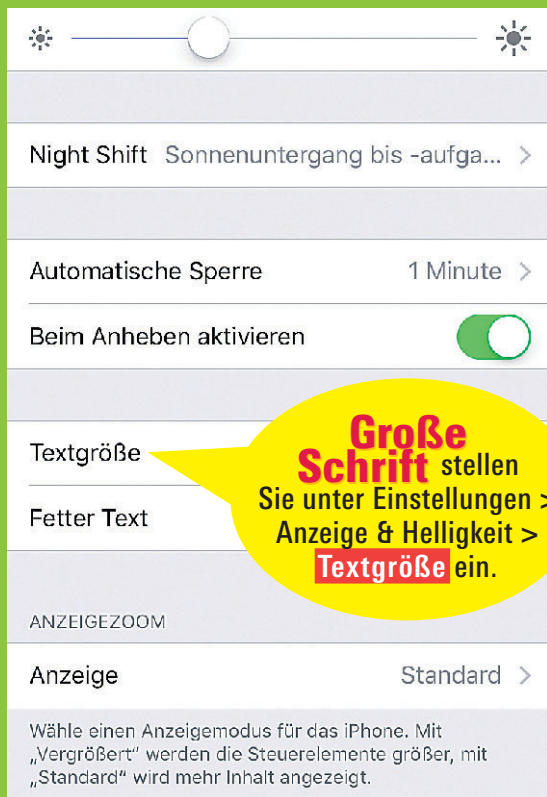 Night Shift Sonnenuntergang bis -aufga...
Automatische Sperre 1 Minute
Beim Anheben aktivieren
Textgröße
Fetter Text
Große
Schrift stellen
Sie unter Einstellungen >
Anzeige & Helligkeit >
Textgröße ein.
ANZEIGEZOOM
Anzeige Standard
Wähle einen Anzeigemodus für das iPhone. Mit
„Vergrößert“ werden die Steuerelemente größer, mit
„Standard“ wird mehr Inhalt angezeigt.